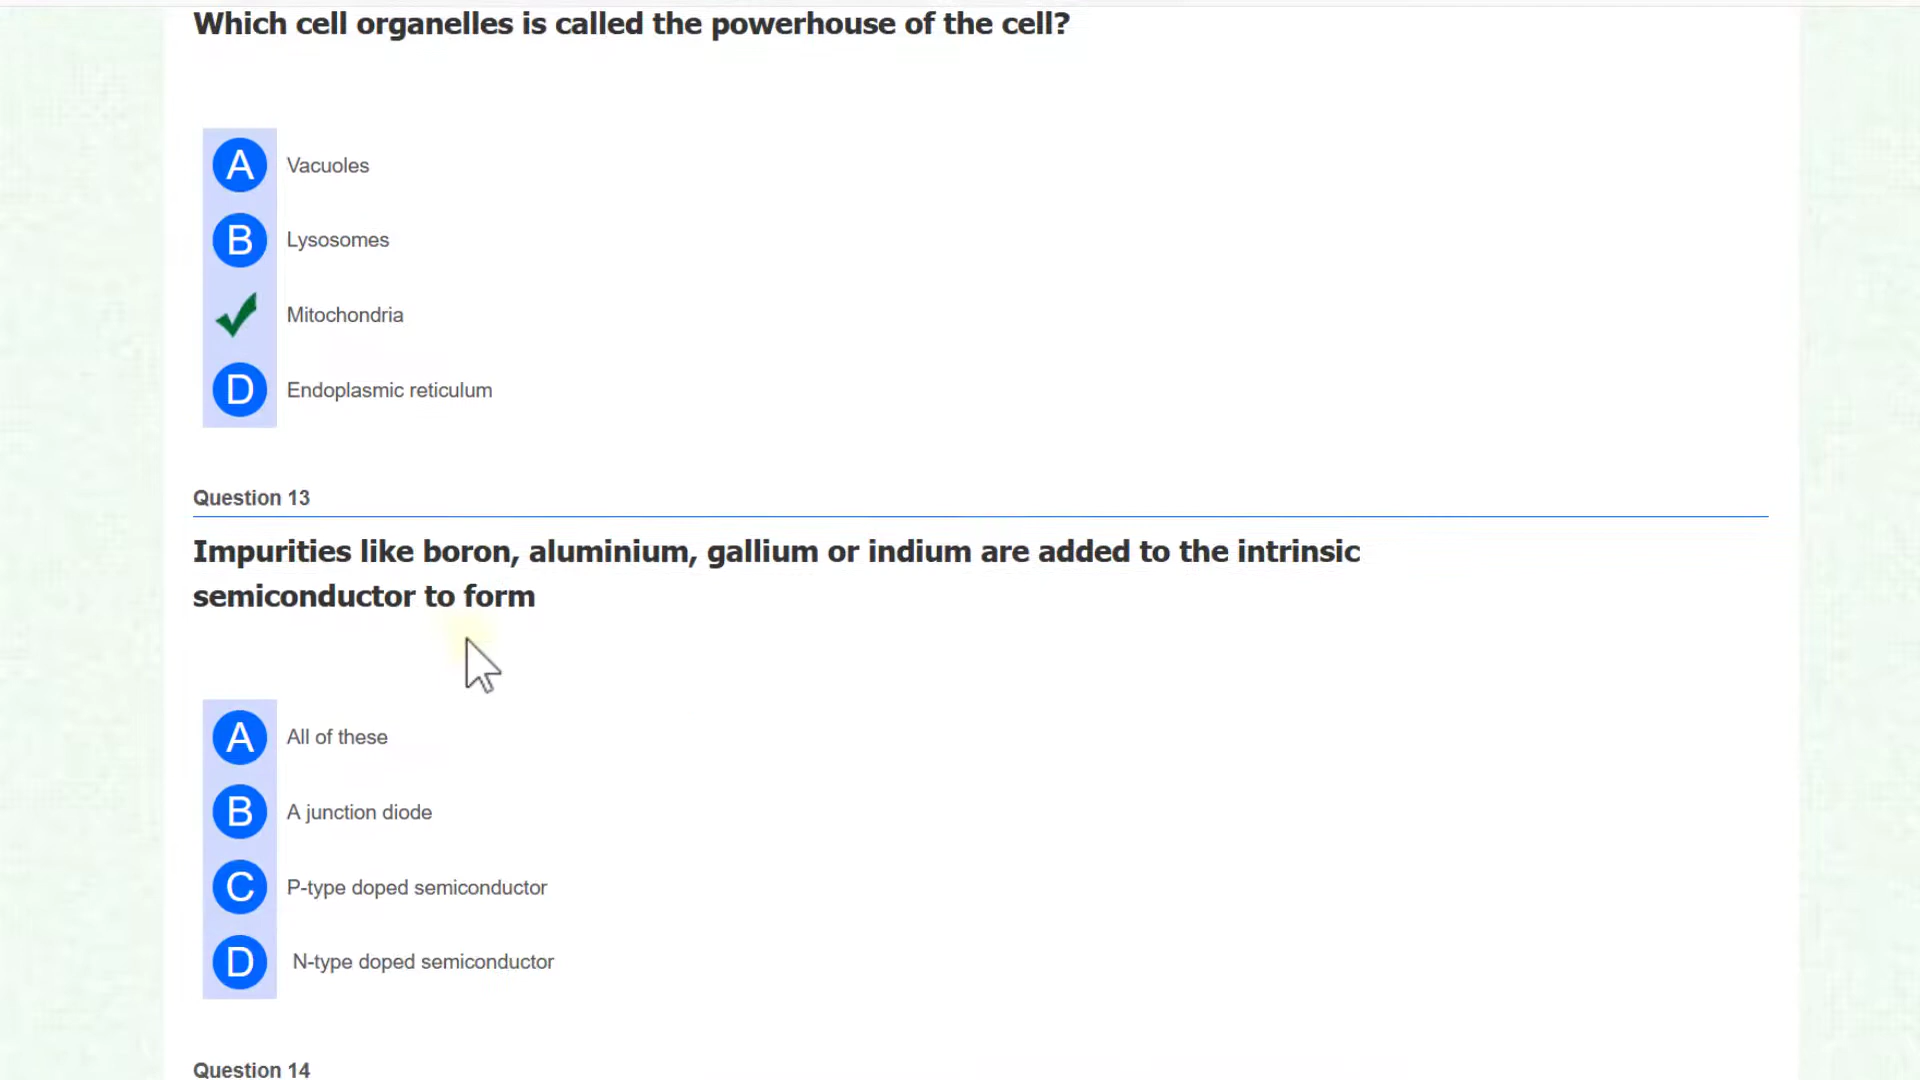 Which cell organelles is called the powerhouse of the cell?
A Vacuoles
B Lysosomes
Mitochondria
D Endoplasmic reticulum
Question 13
Impurities like boron, aluminium, gallium or indium are added to the intrinsic
semiconductor to form
A All of these
B A junction diode
C P-type doped semiconductor
D N-type doped semiconductor
Question 14